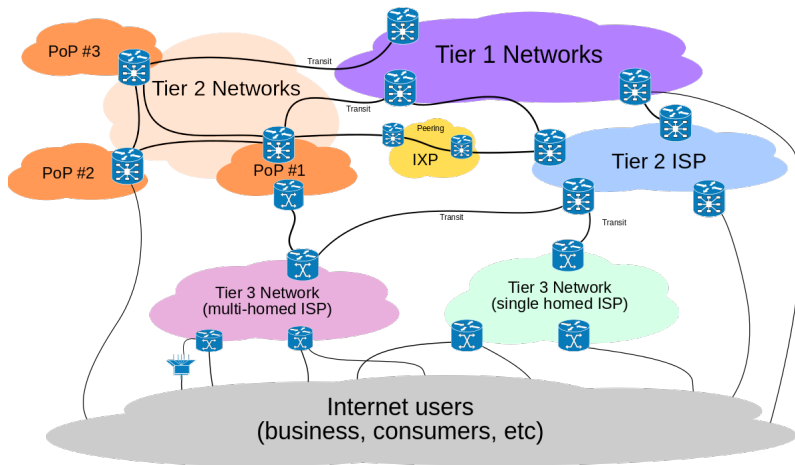 PoP #3
Transit
Tier 1 Networks
Tier 2 Networks
Transit
Peering
IXP
Tier 2 ISP
PoP #2
PoP #1
Transit
Transit
Tier 3 Network
(multi-homed ISP)
Tier 3 Network
(single homed ISP)
Internet users
(business, consumers, etc)